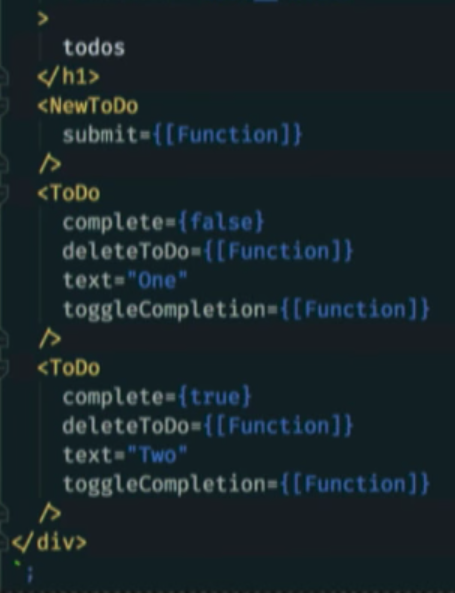 >
todos
</h1>
<NewToDo
submit={[Function]}
/>
<ToDo
complete={false}
deleteToDo={[Function]}
text="One"
toggleCompletion={[Function]}
/>
<ToDo
complete={true}
deleteToDo={[Function]}
text="Two"
toggleCompletion={[Function]}
/>
</div>
`;